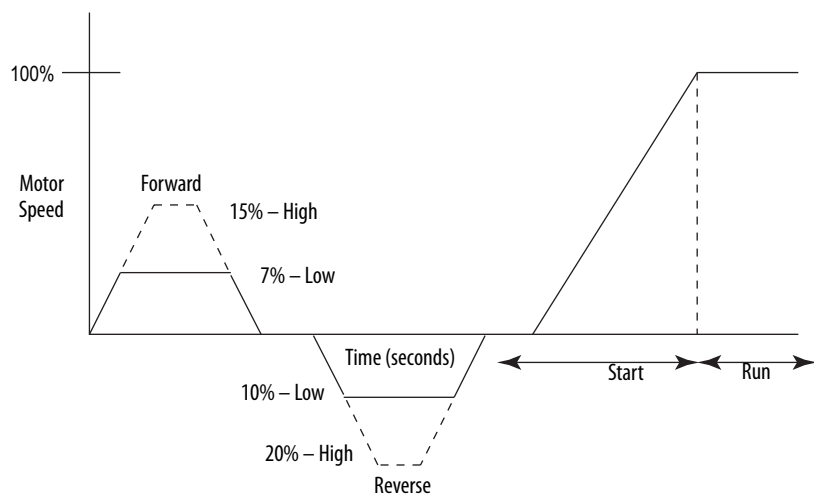 100%
Motor
Speed
Forward
15% – High
7% – Low
Time (seconds)
10% – Low
20% – High
Reverse
Start
Run